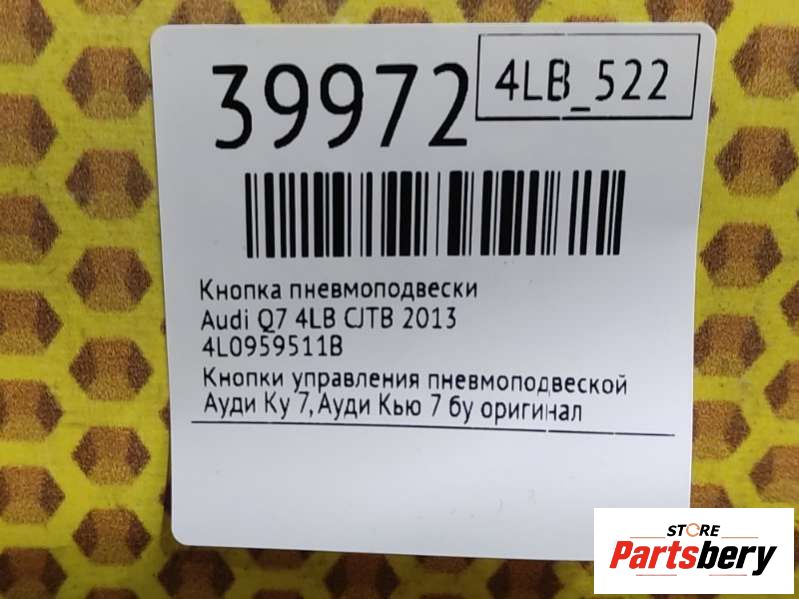 39972
4LB_522
Кнопка пневмоподвески
Audi Q7 4LB CJTB 2013
4L0959511B
Кнопки управления пневмоподвеской
Ауди Ку 7, Ауди Кью 7 бу оригинал
STORE
Partsbery